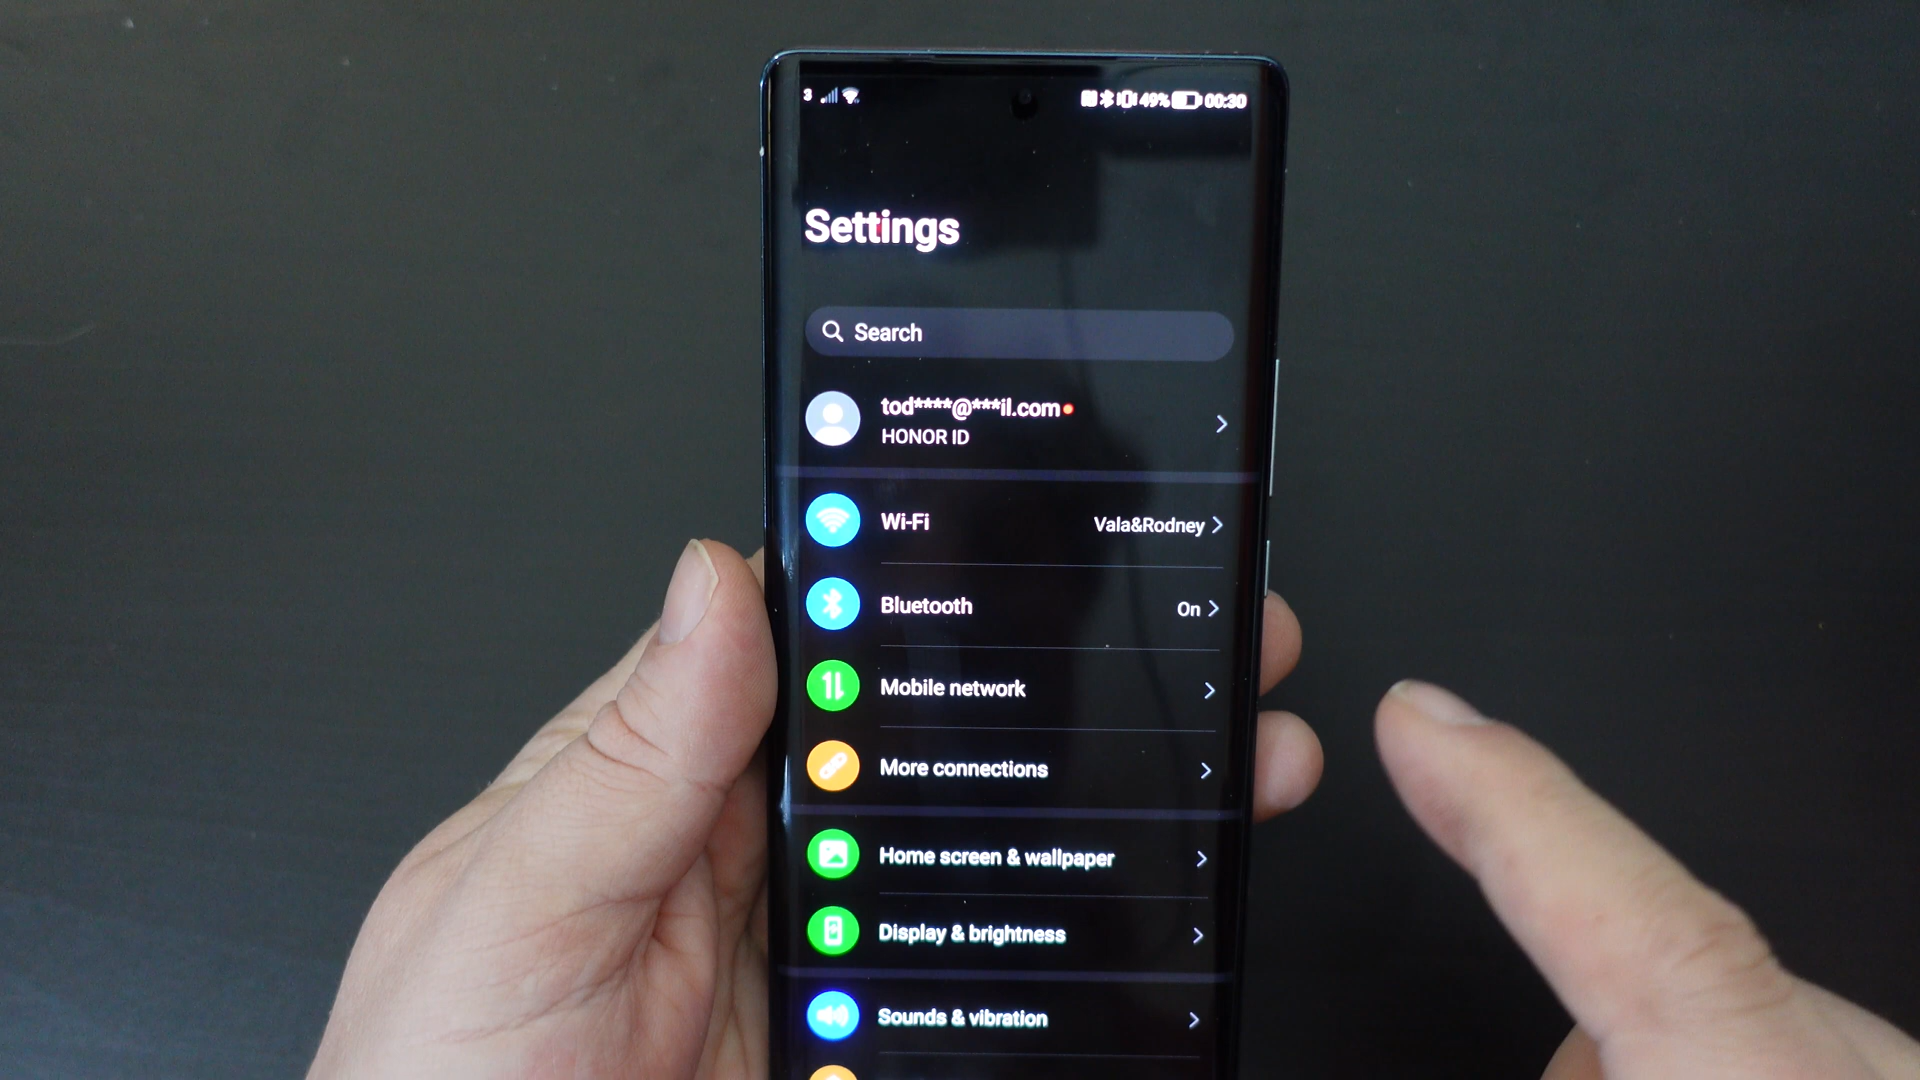 3 49% 00:30
Settings
Search
tod****@***il.com
HONOR ID
Wi-Fi Vala&Rodney
Bluetooth On
Mobile network
More connections
Home screen & wallpaper
Display & brightness
Sounds & vibration